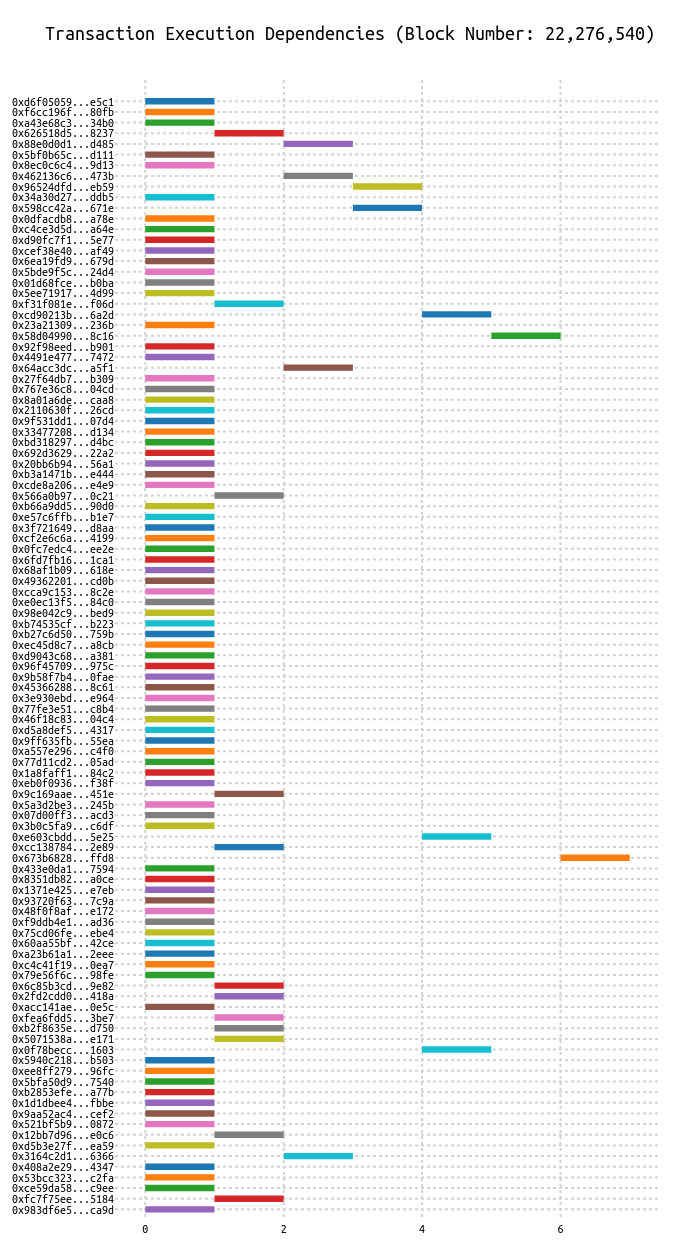 Transaction Execution Dependencies (Block Number: 22,276,540)
0xd6f05059...e5c1
0xf6cc196f...80fb
0xa43e68c3...34b0
0x626518d5...8237
0x88e0d0d1...d485
0x5bf0b65c...d111
0x8ec0c6c4...9d13
0x462136c6...473b
0x96524dfd...eb59
0x34a30d27...ddb5
0x598cc42a...671e
0x0dfacdb8...a78e
0xc4ce3d5d...a64e
0xd90fc7f1...5e77
0xcef38e40...af49
0x6ea19fd9...679d
0x5bde9f5c...24d4
0x01d68fce...b0ba
0x5ee71917...4d99
0xf31f081e...f06d
0xcd90213b...6a2d
0x23a21309...236b
0x58d04990...8c16
0x92f98eed...b901
0x4491e477...7472
0x64acc3dc...a5f1
0x27f64db7...b309
0x767e36c8...04cd
0x8a01a6de...caa8
0x2110630f...26cd
0x9f531dd1...07d4
0x33477208...d134
0xbd318297...d4bc
0x692d3629...22a2
0x20bb6b94...56a1
0xb3a1471b...e444
0xcde8a206...e4e9
0x566a0b97...0c21
0xb66a9dd5...90d0
0xe57c6ffb...b1e7
0x3f721649...d8aa
0xcf2e6c6a...4199
0x0fc7edc4...ee2e
0x6fd7fb16...1ca1
0x68af1b09...618e
0x49362201...cd0b
0xcca9c153...8c2e
0xe0ec13f5...84c0
0x98e042c9...bed9
0xb74535cf...b223
0xb27c6d50...759b
0xec45d8c7...a8cb
0xd9043c68...a381
0x96f45709...975c
0x9b58f7b4...0fae
0x45366288...8c61
0x3e930ebd...e964
0x77fe3e51...c8b4
0x46f18c83...04c4
0xd5a8def5...4317
0x9ff635fb...55ea
0xa557e296...c4f0
0x77d11cd2...05ad
0x1a8faff1...84c2
0xeb0f0936...f38f
0x9c169aae...451e
0x5a3d2be3...245b
0x07d00ff3...acd3
0x3b0c5fa9...c6df
0xe603cbdd...5e25
0xcc138784...2e89
0x673b6828...ffd8
0x433e0da1...7594
0x8351db82...a0ce
0x1371e425...e7eb
0x93720f63...7c9a
0x48f0f8af...e172
0xf9ddb4e1...ad36
0x75cd06fe...ebe4
0x60aa55bf...42ce
0xa23b61a1...2eee
0xc4c41f19...0ea7
0x79e56f6c...98fe
0x6c85b3cd...9e82
0x2fd2cdd0...418a
0xacc141ae...0e5c
0xfea6fdd5...3be7
0xb2f8635e...d750
0x5071538a...e171
0x0f78becc...1603
0x5940c218...b503
0xee8ff279...96fc
0x5bfa50d9...7540
0xb2853efe...a77b
0x1d1dbee4...fbbe
0x9aa52ac4...cef2
0x521bf5b9...0872
0x12bb7d96...e0c6
0xd5b3e27f...ea59
0x3164c2d1...6366
0x408a2e29...4347
0x53bcc323...c2fa
0xce59da58...c9ee
0xfc7f75ee...5184
0x983df6e5...ca9d
0 2 4 6